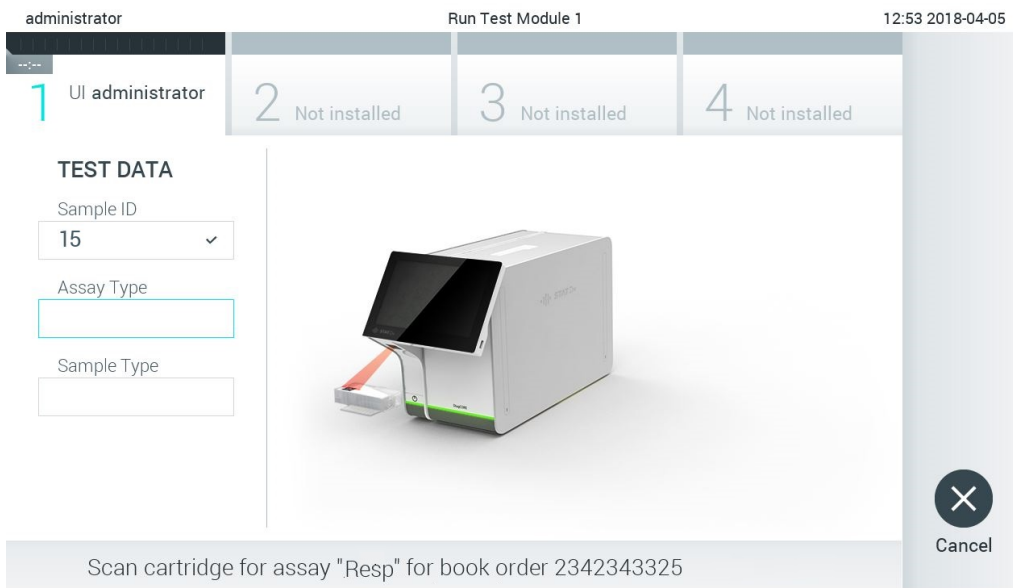 administrator
Run Test Module 1
12:53 2018-04-05
--:--
1 UI administrator
2 Not installed
3 Not installed
4 Not installed
TEST DATA
Sample ID
15
Assay Type
Sample Type
Cancel
Scan cartridge for assay "Resp" for book order 2342343325